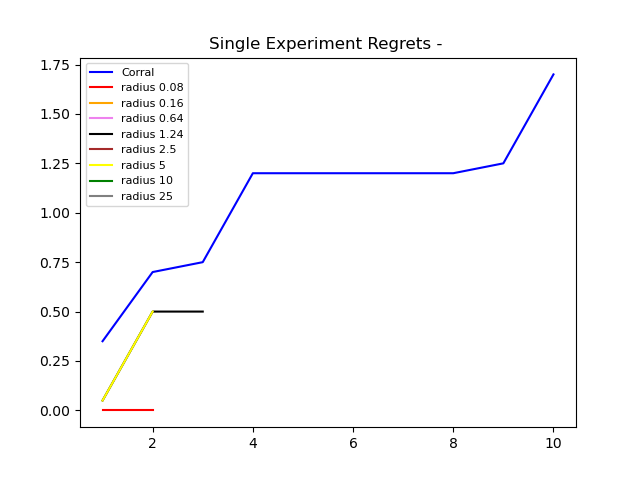 Single Experiment Regrets -
1.75
1.50
1.25
1.00
0.75
0.50
0.25
0.00
Corral
radius 0.08
radius 0.16
radius 0.64
radius 1.24
radius 2.5
radius 5
radius 10
radius 25
2 4 6 8 10